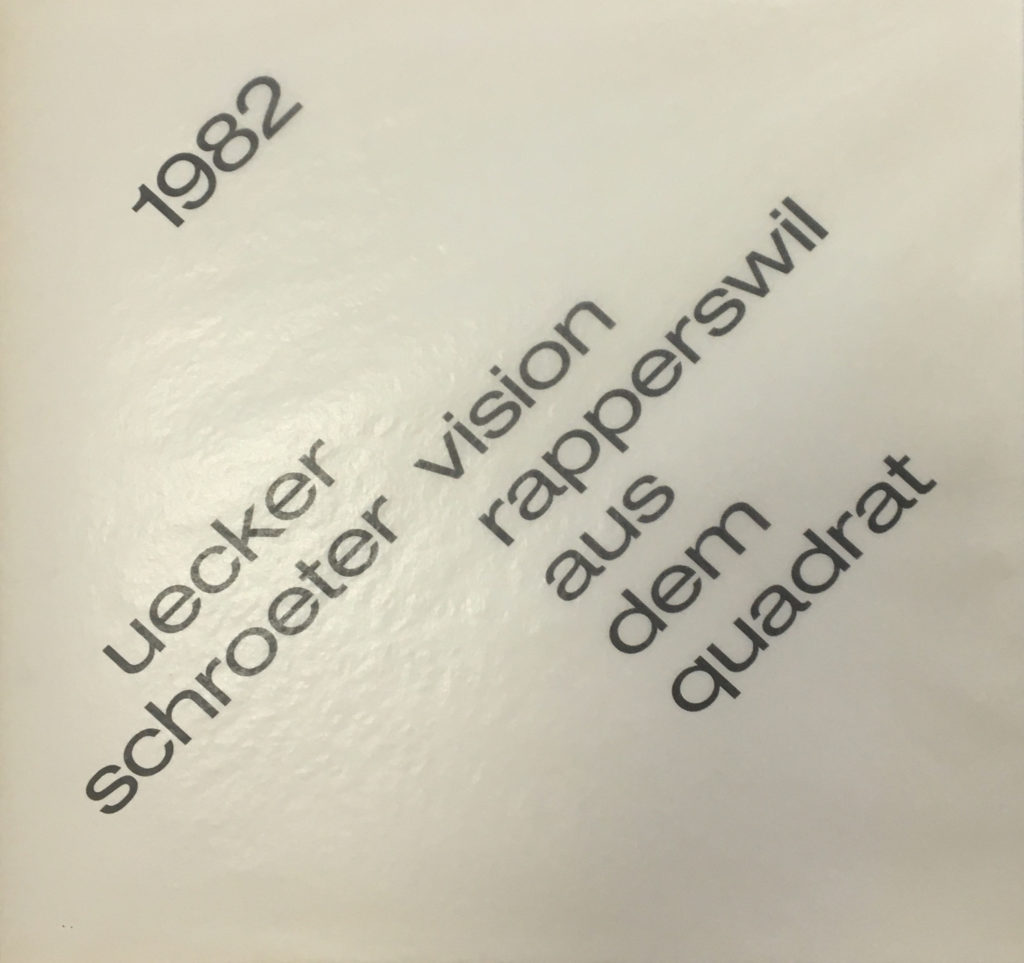 1982
uecker
schroeter
vision
rapperswil
aus
dem
quadrat